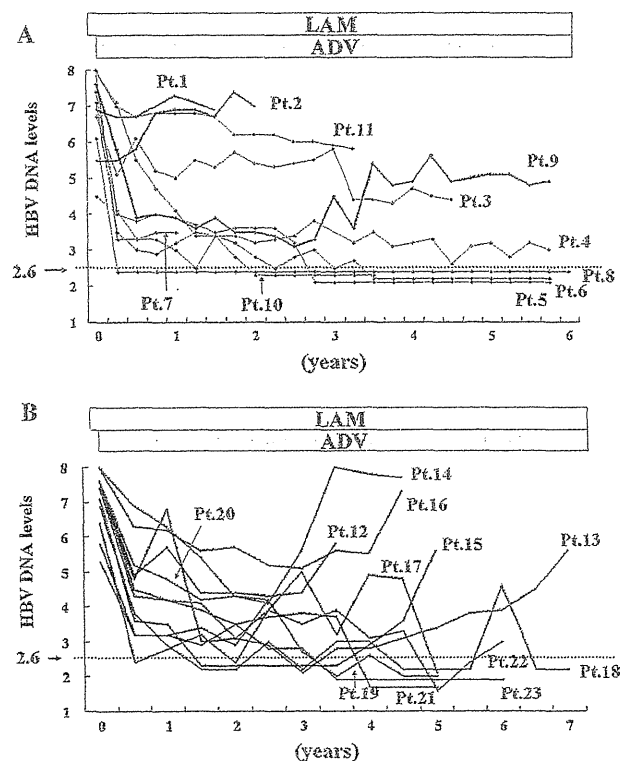 A
LAM
ADV
HBV DNA levels
8
7
6
5
4
3
2.6 →
2
1
Pt.1
Pt.2
Pt.11
Pt.9
Pt.3
Pt.4
Pt.8
Pt.6
Pt.5
Pt.7
Pt.10
0 1 2 3 4 5 6
(years)
B
LAM
ADV
HBV DNA levels
8
7
6
5
4
3
2.6 →
2
1
Pt.14
Pt.16
Pt.20
Pt.12
Pt.17
Pt.15
Pt.13
Pt.22
Pt.18
Pt.19
Pt.21
Pt.23
0 1 2 3 4 5 6 7
(years)